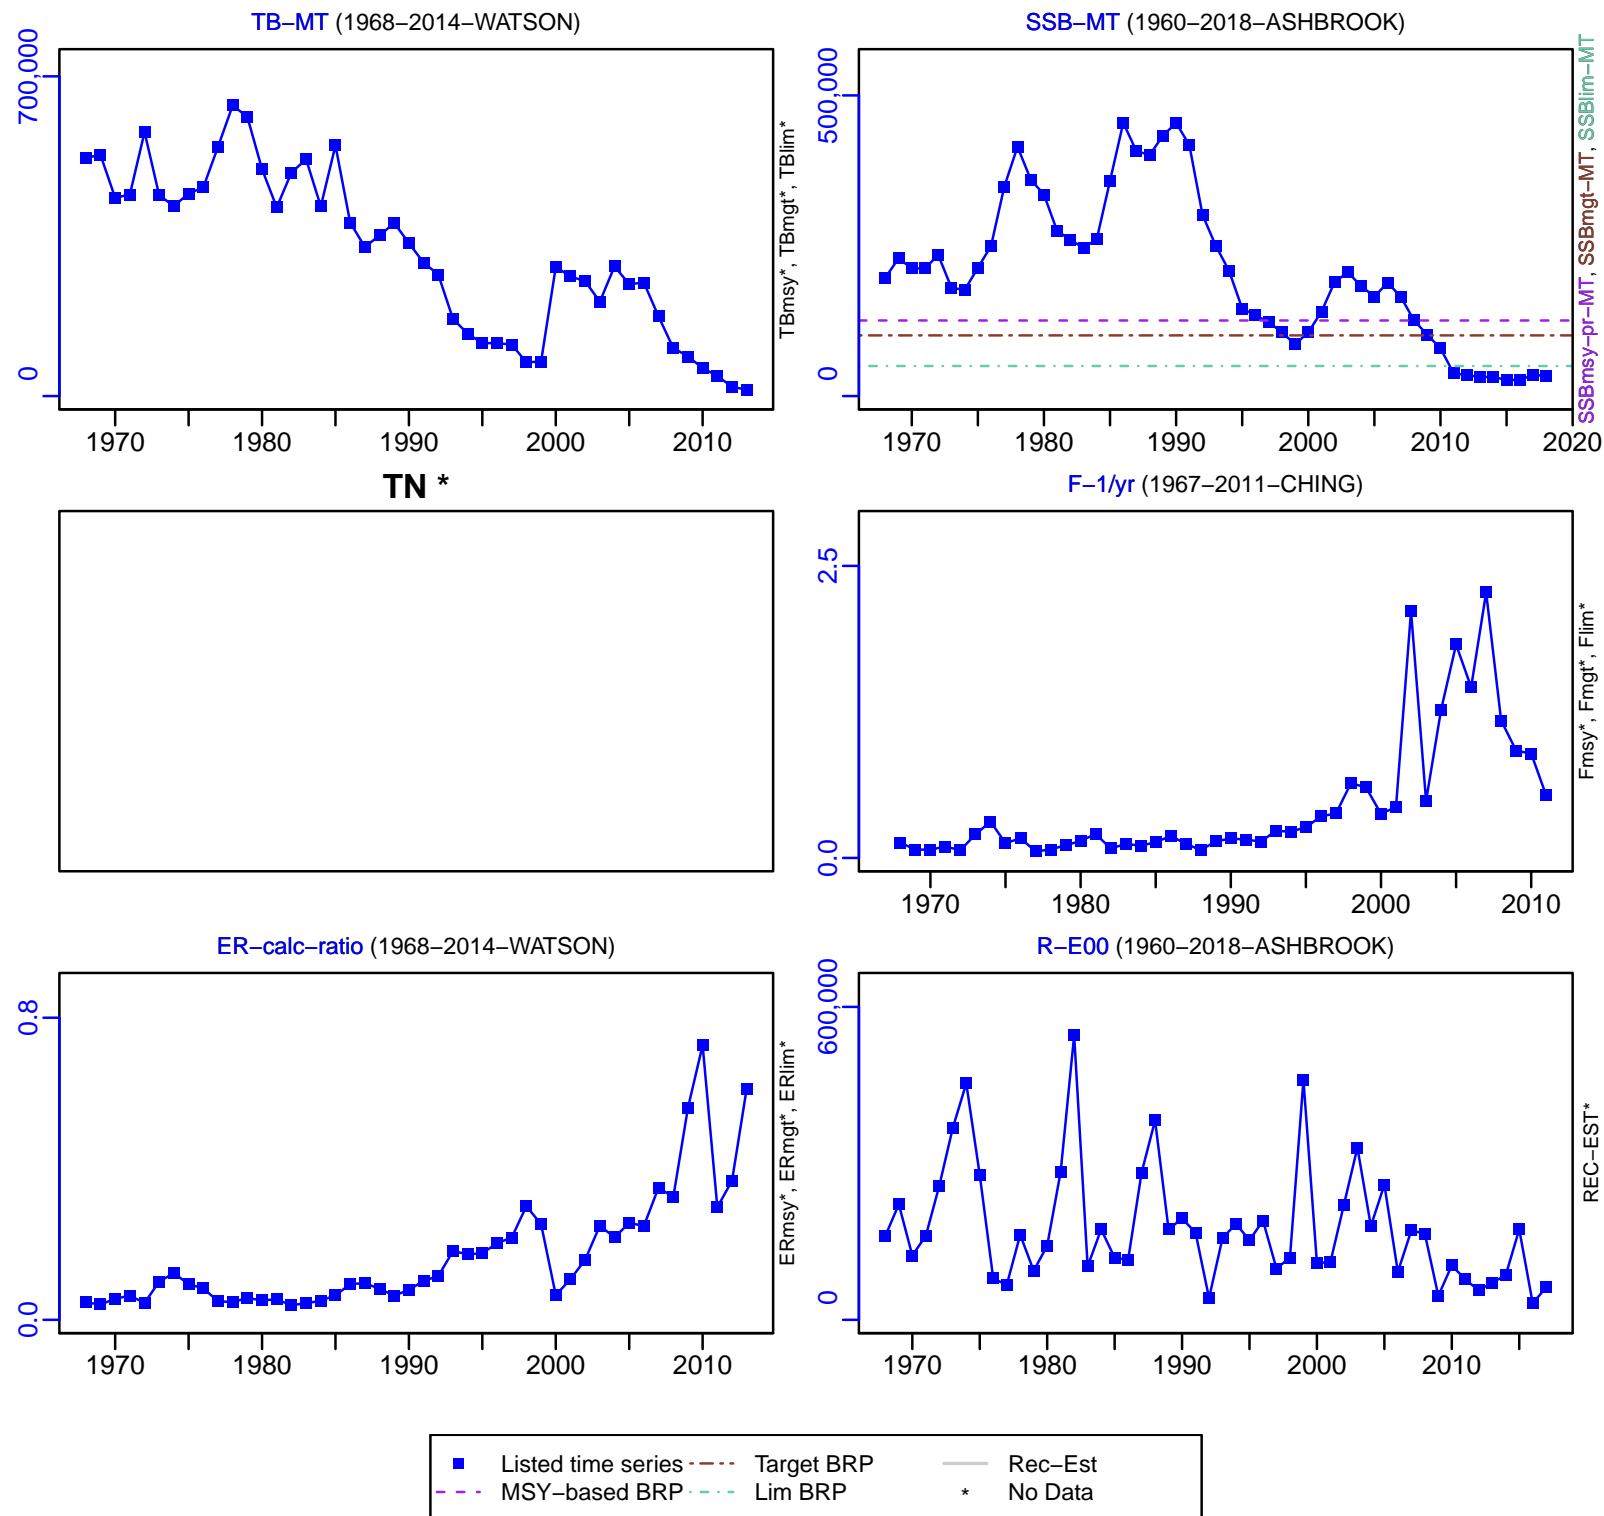 TB−MT (1968−2014−WATSON)
700,000
0
1970 1980 1990 2000 2010
TBmsy*, TBmgt*, TBlim*
SSB−MT (1960−2018−ASHBROOK)
500,000
0
1970 1980 1990 2000 2010 2020
SSBmsy−pr−MT, SSBmgt−MT, SSBlim−MT
TN *
F−1/yr (1967−2011−CHING)
2.5
0.0
1970 1980 1990 2000 2010
Fmsy*, Fmgt*, Flim*
ER−calc−ratio (1968−2014−WATSON)
0.8
0.0
1970 1980 1990 2000 2010
ERmsy*, ERmgt*, ERlim*
R−E00 (1960−2018−ASHBROOK)
600,000
0
1970 1980 1990 2000 2010
REC−EST*
Listed time series Target BRP Rec−Est
MSY−based BRP Lim BRP * No Data